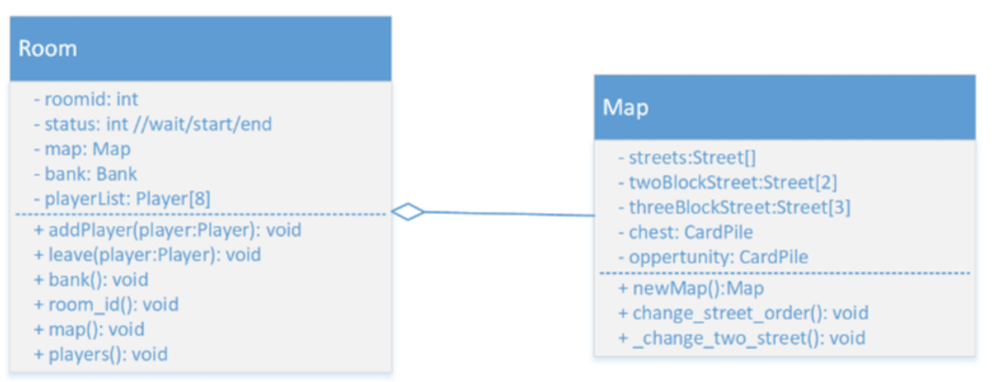 Room
- roomid: int
- status: int //wait/start/end
- map: Map
- bank: Bank
- playerList: Player[8]
+ addPlayer(player:Player): void
+ leave(player:Player): void
+ bank(): void
+ room_id(): void
+ map(): void
+ players(): void
Map
- streets:Street[]
- twoBlockStreet:Street[2]
- threeBlockStreet:Street[3]
- chest: CardPile
- oppertunity: CardPile
+ newMap():Map
+ change_street_order(): void
+ _change_two_street(): void